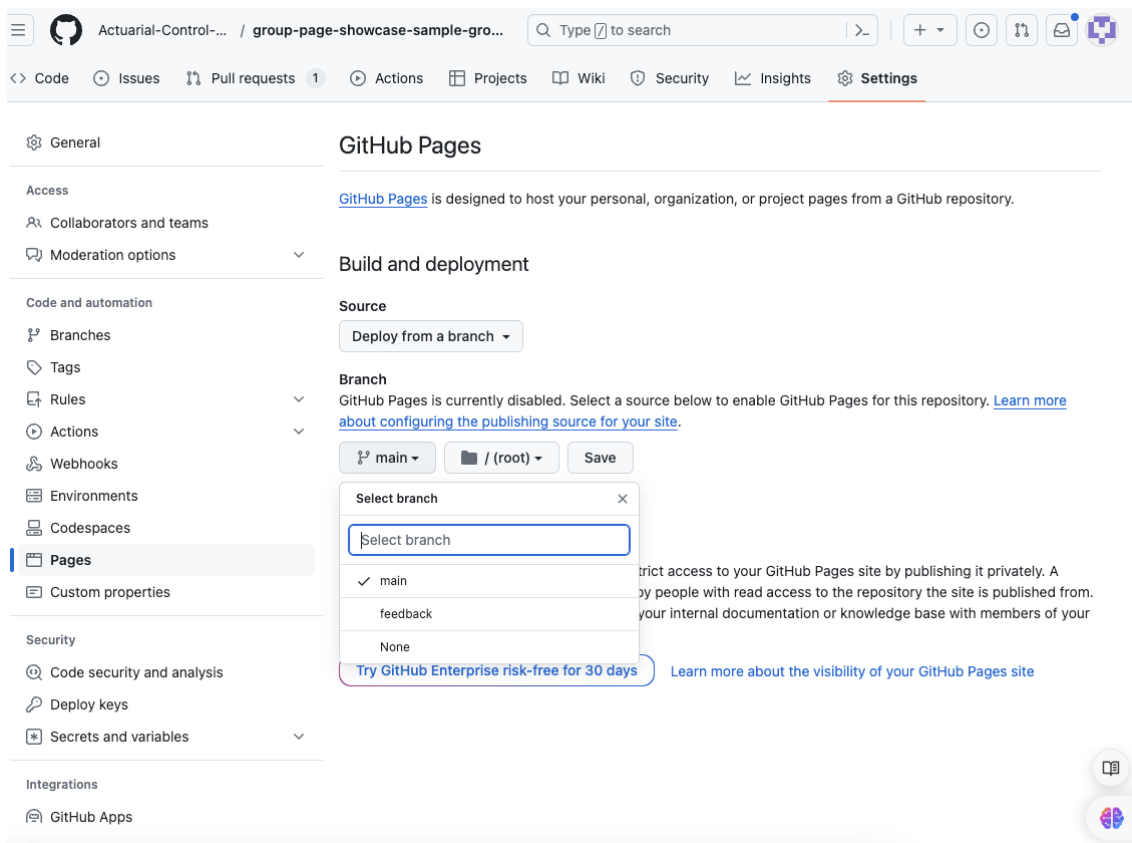 Actuarial-Control-... / group-page-showcase-sample-gro...
Type / to search
Code Issues Pull requests 1 Actions Projects Wiki Security Insights Settings
General
Access
Collaborators and teams
Moderation options
Code and automation
Branches
Tags
Rules
Actions
Webhooks
Environments
Codespaces
Pages
Custom properties
Security
Code security and analysis
Deploy keys
Secrets and variables
Integrations
GitHub Apps
GitHub Pages
GitHub Pages is designed to host your personal, organization, or project pages from a GitHub repository.
Build and deployment
Source
Deploy from a branch
Branch
GitHub Pages is currently disabled. Select a source below to enable GitHub Pages for this repository. Learn more
about configuring the publishing source for your site.
main / (root) Save
Select branch
Select branch
main
feedback
None
trict access to your GitHub Pages site by publishing it privately. A
by people with read access to the repository the site is published from.
your internal documentation or knowledge base with members of your
Try GitHub Enterprise risk-free for 30 days Learn more about the visibility of your GitHub Pages site